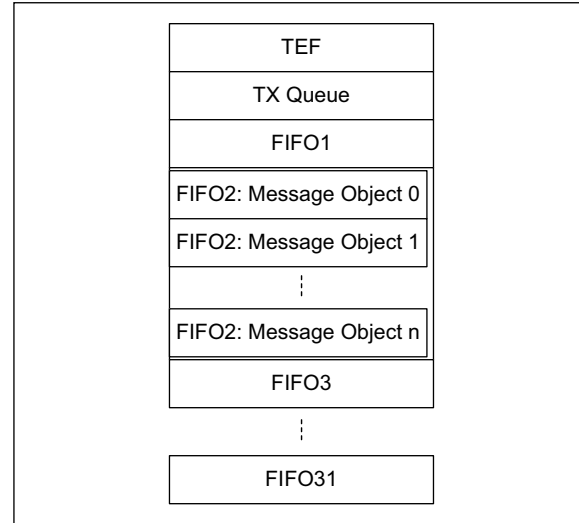 TEF
TX Queue
FIFO1
FIFO2: Message Object 0
FIFO2: Message Object 1
FIFO2: Message Object n
FIFO3
FIFO31